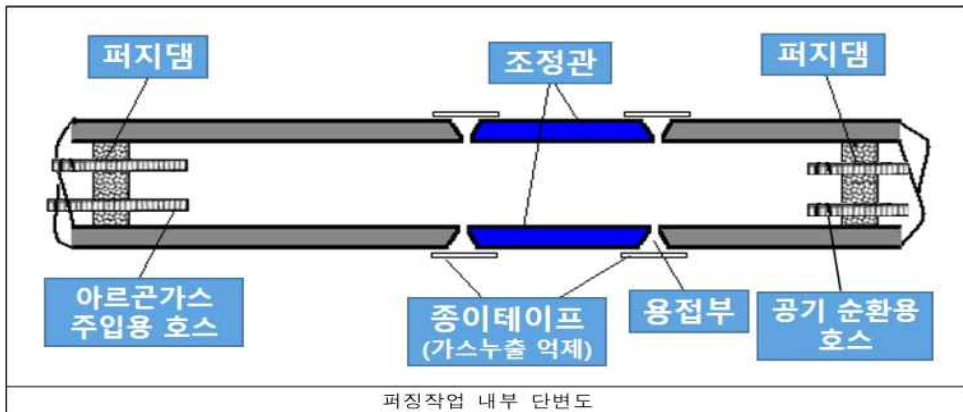 퍼지댐
조정관
퍼지댐
아르곤가스
주입용 호스
종이테이프
(가스누출 억제)
용접부
공기 순환용
호스
퍼징작업 내부 단변도